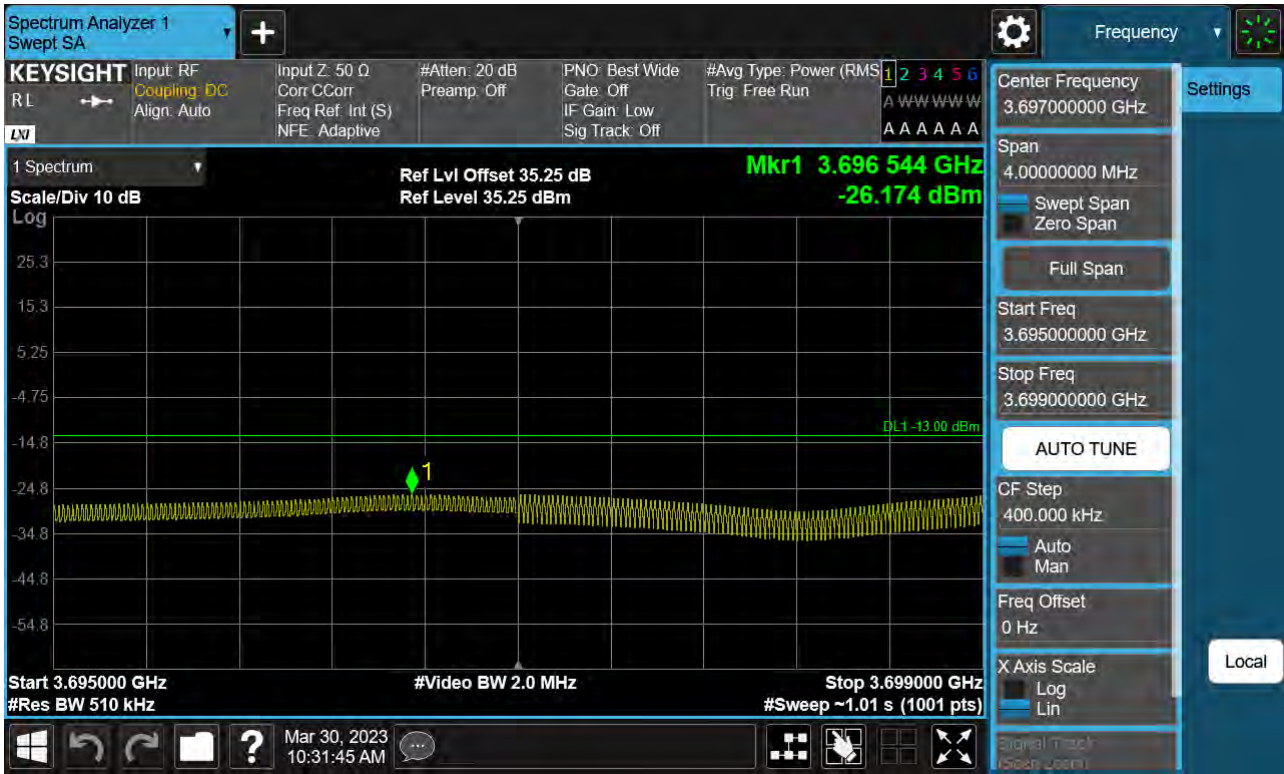 Spectrum Analyzer 1
Swept SA
Frequency
KEYSIGHT
RL
LXI
Input: RF
Coupling: DC
Align: Auto
Input Z: 50 Ω
Corr CCorr
Freq Ref: Int (S)
NFE: Adaptive
#Atten: 20 dB
Preamp: Off
PNO: Best Wide
Gate: Off
IF Gain: Low
Sig Track: Off
#Avg Type: Power (RMS
Trig: Free Run
1 2 3 4 5 6
A W W W W W
A A A A A A
1 Spectrum
Scale/Div 10 dB
Log
Ref Lvl Offset 35.25 dB
Ref Level 35.25 dBm
Mkr1 3.696 544 GHz
-26.174 dBm
25.3
15.3
5.25
-4.75
-14.8
-24.8
-34.8
-44.8
-54.8
DL1 -13.00 dBm
1
Start 3.695000 GHz
#Res BW 510 kHz
#Video BW 2.0 MHz
Stop 3.699000 GHz
#Sweep ~1.01 s (1001 pts)
Mar 30, 2023
10:31:45 AM
Center Frequency
3.697000000 GHz
Settings
Span
4.00000000 MHz
Swept Span
Zero Span
Full Span
Start Freq
3.695000000 GHz
Stop Freq
3.699000000 GHz
AUTO TUNE
CF Step
400.000 kHz
Auto
Man
Freq Offset
0 Hz
X Axis Scale
Log
Lin
Local
Signal Track
(Span Zoom)